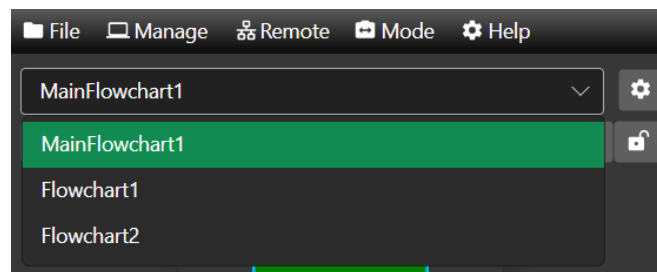 File Manage Remote Mode Help
MainFlowchart1
MainFlowchart1
Flowchart1
Flowchart2